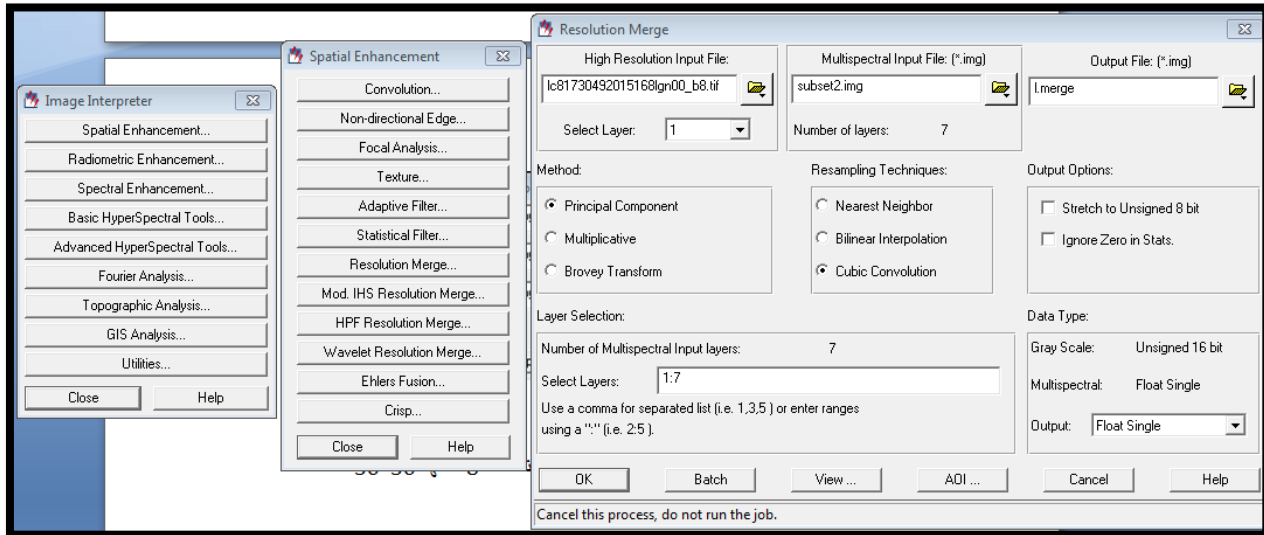 Image Interpreter
Spatial Enhancement...
Radiometric Enhancement...
Spectral Enhancement...
Basic HyperSpectral Tools...
Advanced HyperSpectral Tools...
Fourier Analysis...
Topographic Analysis...
GIS Analysis...
Utilities...
Close Help
Spatial Enhancement
Convolution...
Non-directional Edge...
Focal Analysis...
Texture...
Adaptive Filter...
Statistical Filter...
Resolution Merge...
Mod. IHS Resolution Merge...
HPF Resolution Merge...
Wavelet Resolution Merge...
Ehlers Fusion...
Crisp...
Close Help
Resolution Merge
High Resolution Input File: Multispectral Input File: (*.img) Output File: (*.img)
lc81730492015168lgn00_b8.tif subset2.img l.merge
Select Layer: 1 Number of layers: 7
Method: Resampling Techniques: Output Options:
Principal Component Nearest Neighbor Stretch to Unsigned 8 bit
Multiplicative Bilinear Interpolation Ignore Zero in Stats.
Brovey Transform Cubic Convolution
Layer Selection: Data Type:
Number of Multispectral Input layers: 7 Gray Scale: Unsigned 16 bit
Select Layers: 1:7 Multispectral: Float Single
Use a comma for separated list (i.e. 1,3,5 ) or enter ranges
using a ":" (i.e. 2:5 ). Output: Float Single
OK Batch View ... AOI ... Cancel Help
Cancel this process, do not run the job.